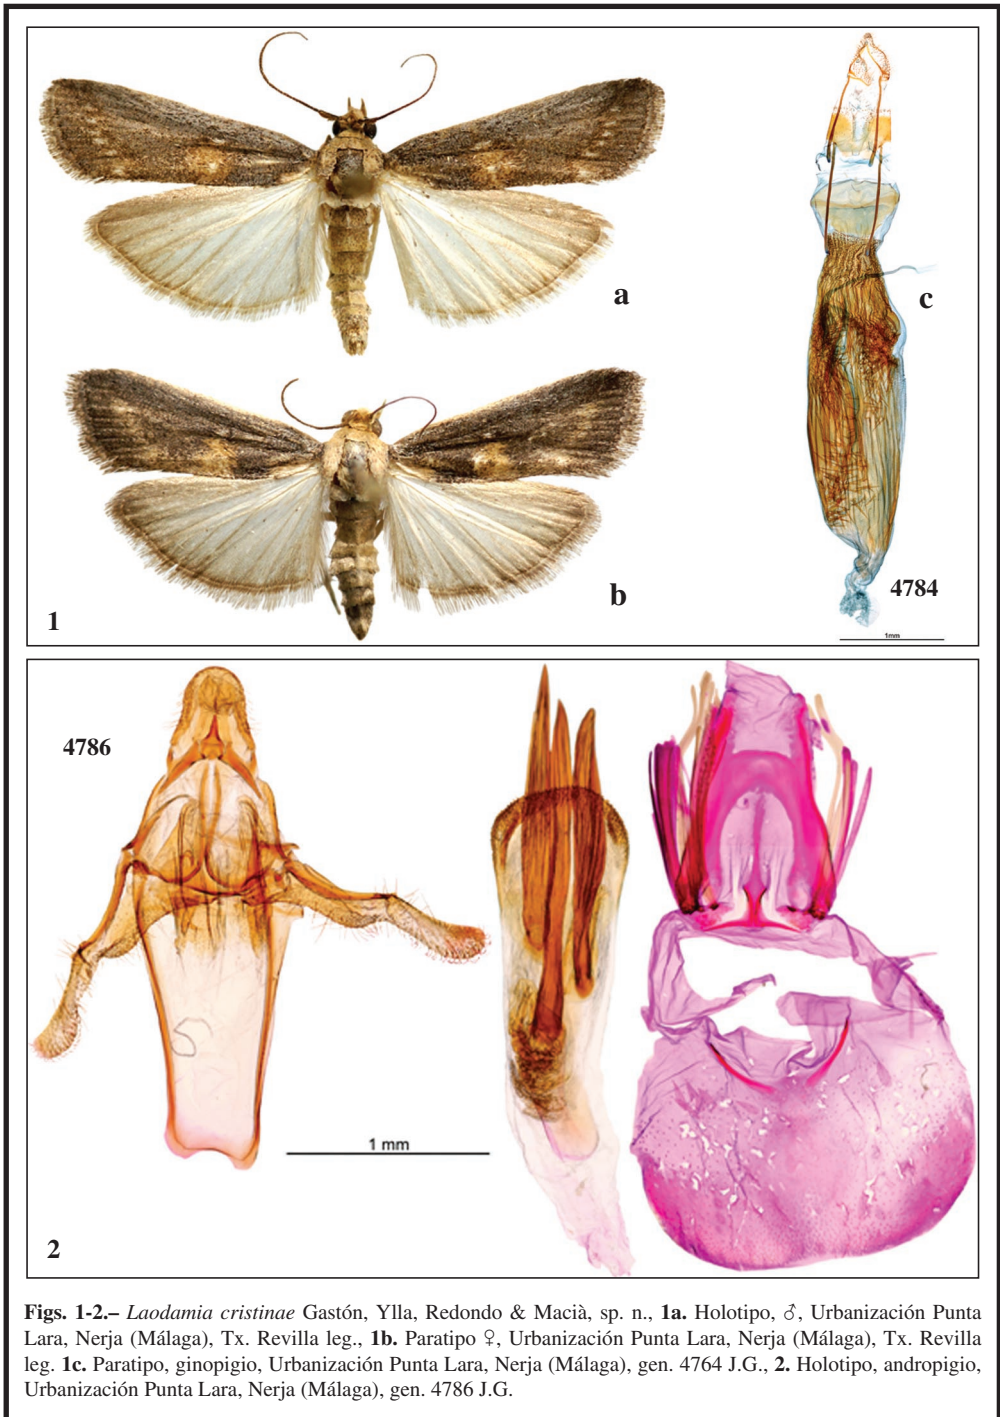 a
c
b
4784
1
1mm
4786
1 mm
2
Figs. 1-2.– Laodamia cristinae Gastón, Ylla, Redondo & Macià, sp. n., 1a. Holotipo, ♂, Urbanización Punta
Lara, Nerja (Málaga), Tx. Revilla leg., 1b. Paratipo ♀, Urbanización Punta Lara, Nerja (Málaga), Tx. Revilla
leg. 1c. Paratipo, ginopigio, Urbanización Punta Lara, Nerja (Málaga), gen. 4764 J.G., 2. Holotipo, andropigio,
Urbanización Punta Lara, Nerja (Málaga), gen. 4786 J.G.